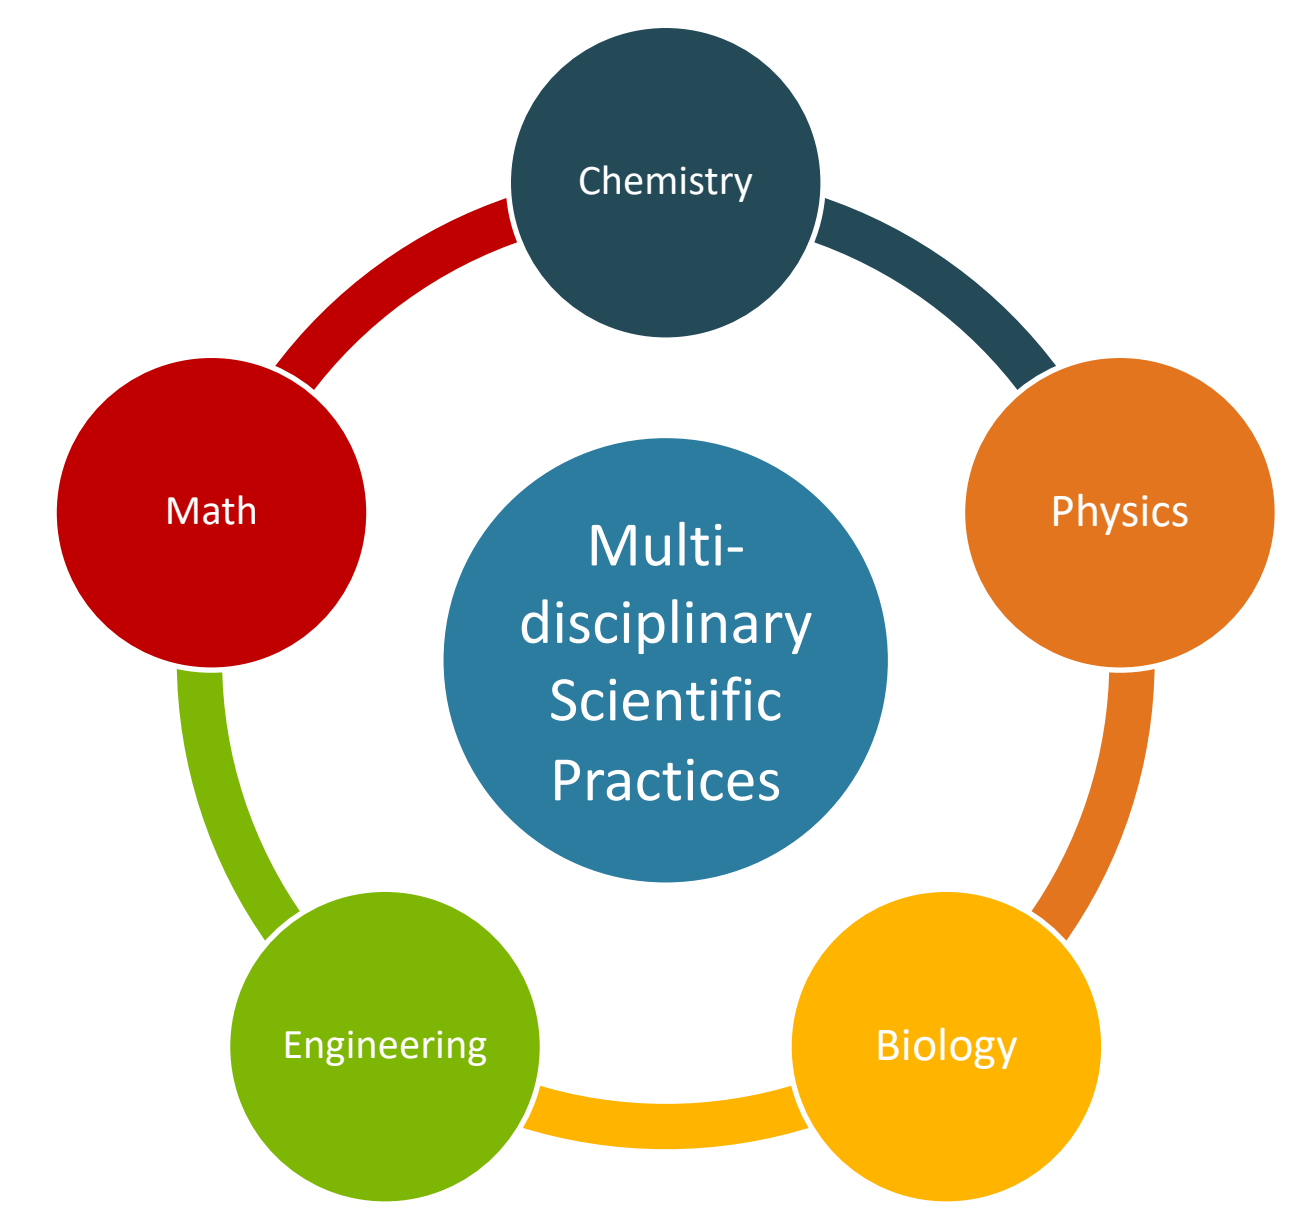 Chemistry
Math
Physics
Multi-
disciplinary
Scientific
Practices
Engineering
Biology